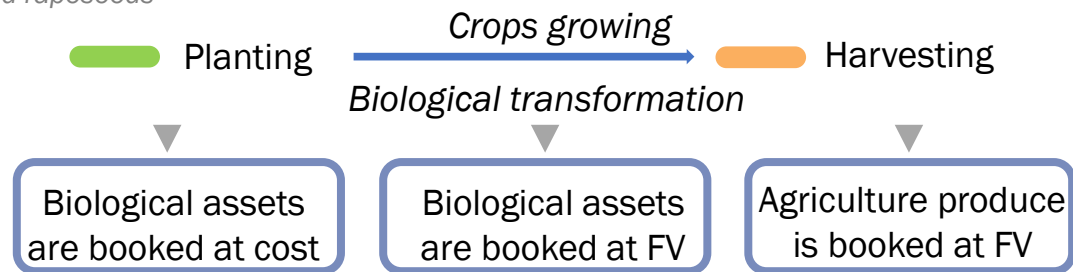 Crops growing
Planting
Harvesting
Biological transformation
Biological assets
are booked at cost
Biological assets
are booked at FV
Agriculture produce
is booked at FV